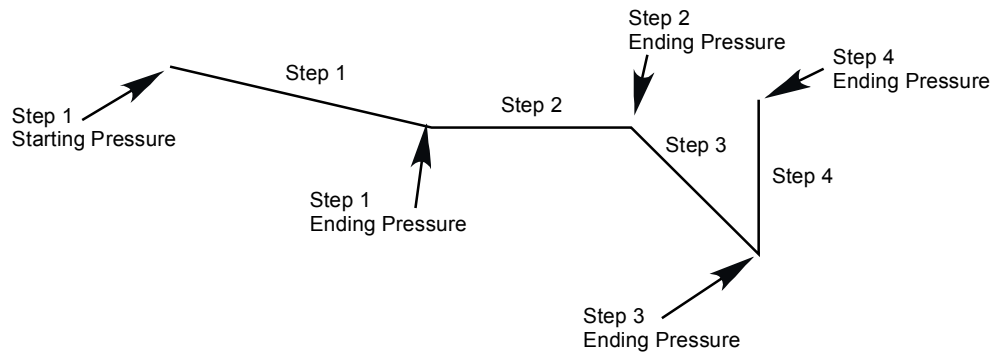 Step 2
Ending Pressure
Step 4
Ending Pressure
Step 1
Step 2
Step 1
Starting Pressure
Step 3
Step 4
Step 1
Ending Pressure
Step 3
Ending Pressure